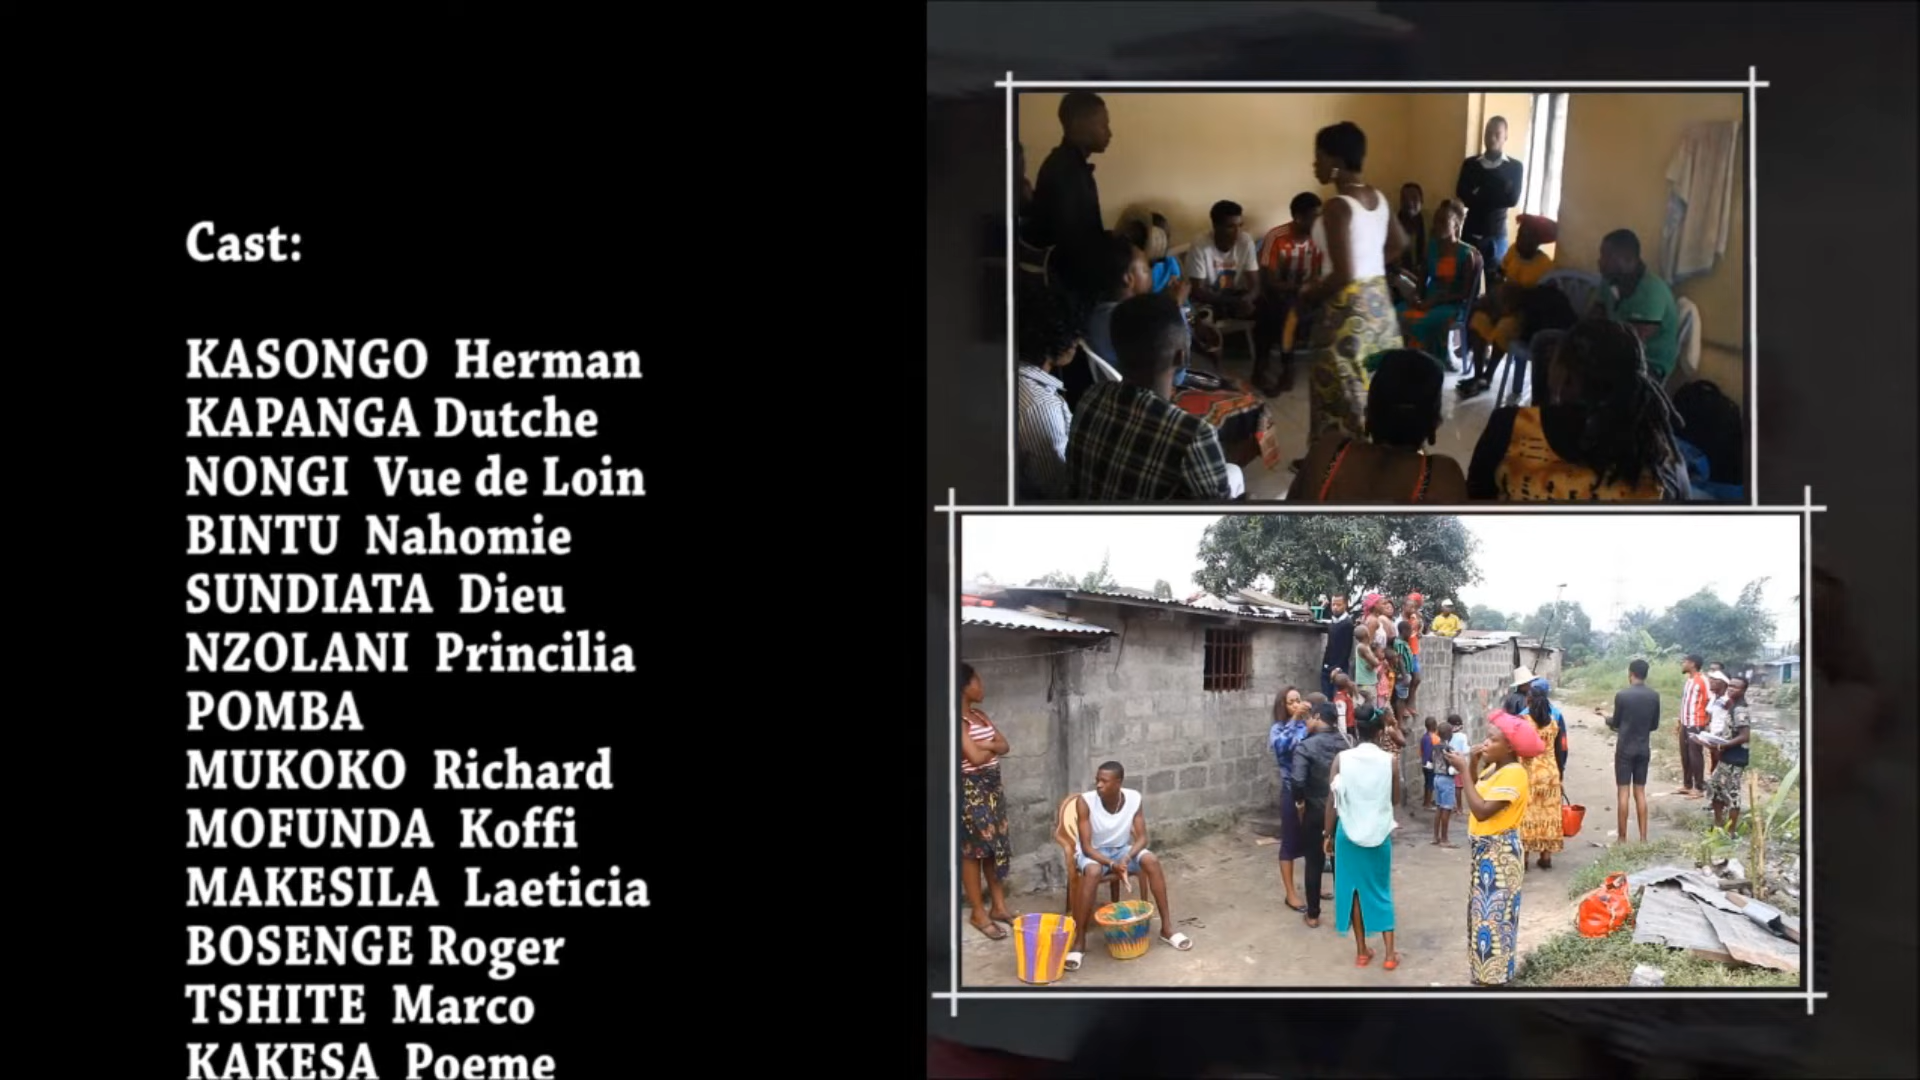 Cast:
KASONGO Herman
KAPANGA Dutche
NONGI Vue de Loin
BINTU Nahomie
SUNDIATA Dieu
NZOLANI Princilia
POMBA
MUKOKO Richard
MOFUNDA Koffi
MAKESILA Laeticia
BOSENGE Roger
TSHITE Marco
KAKESA Poeme